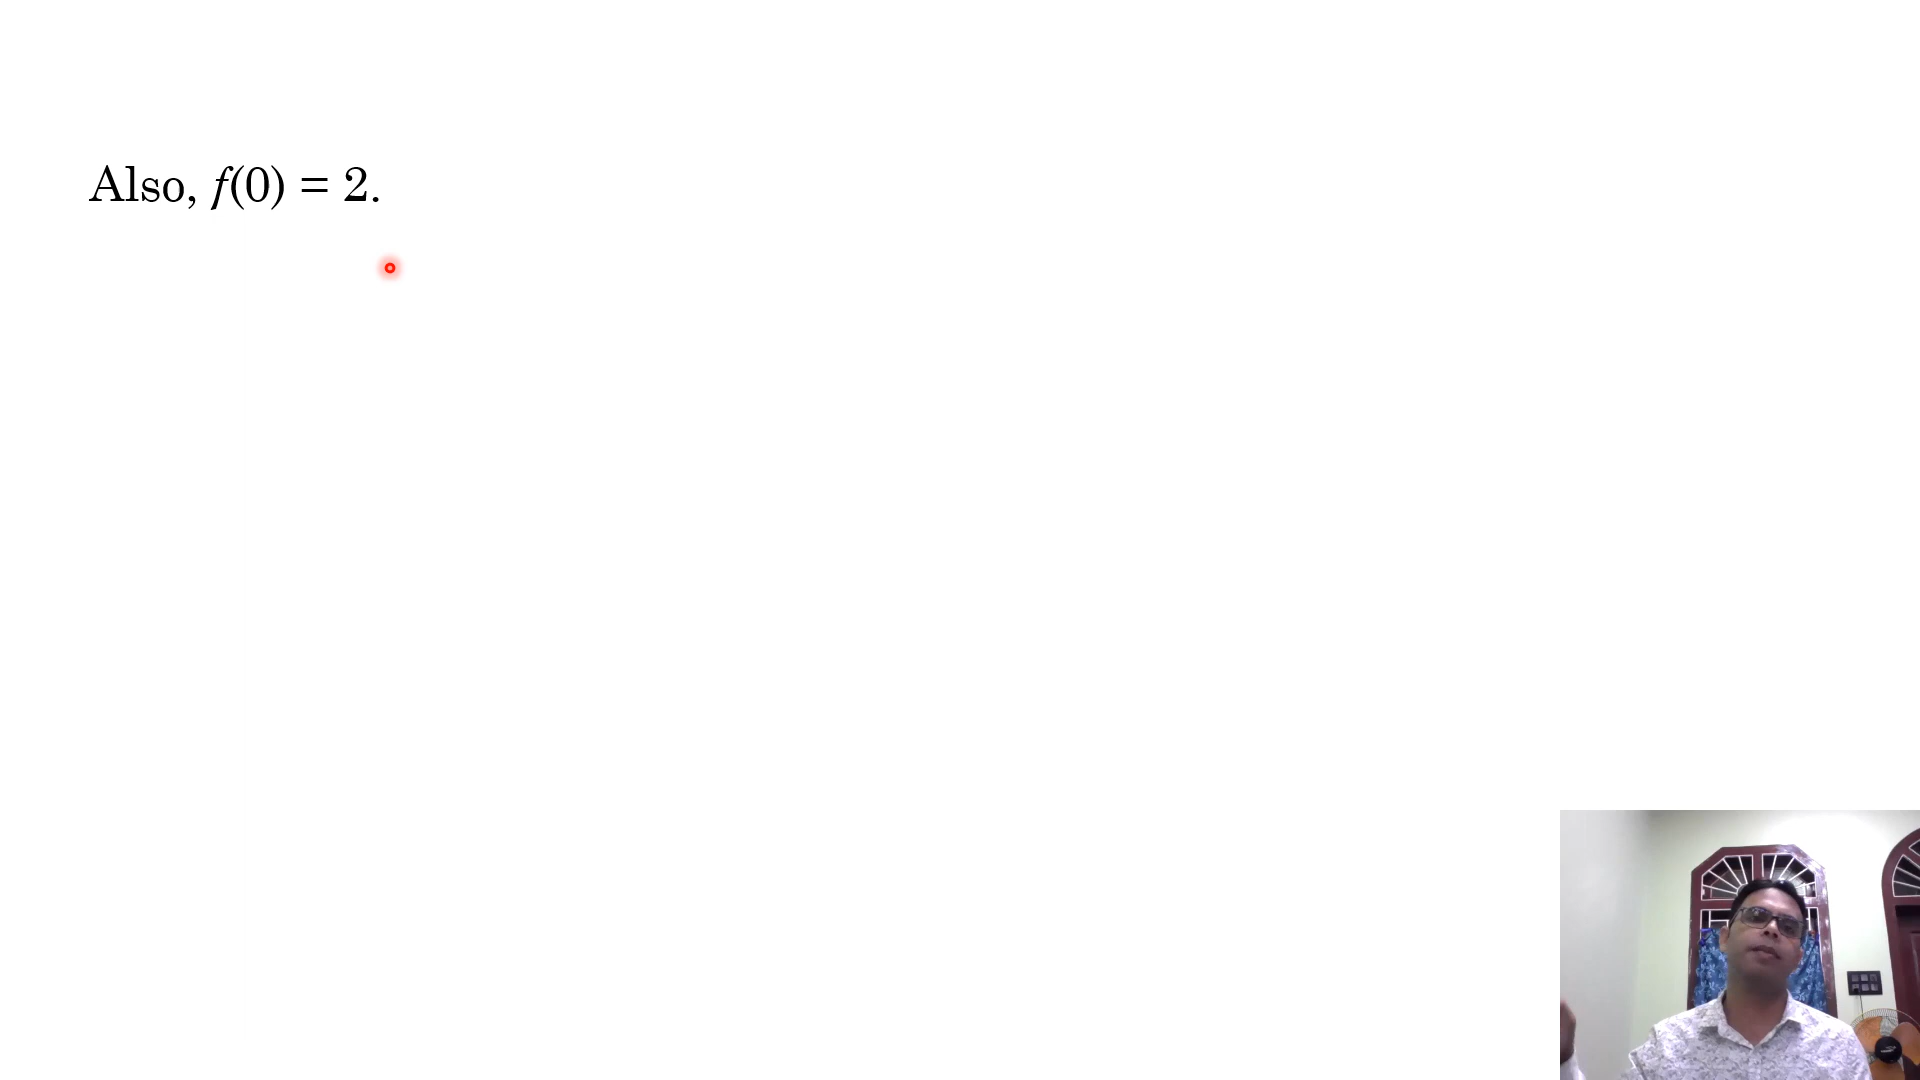 Also, f(0) = 2.